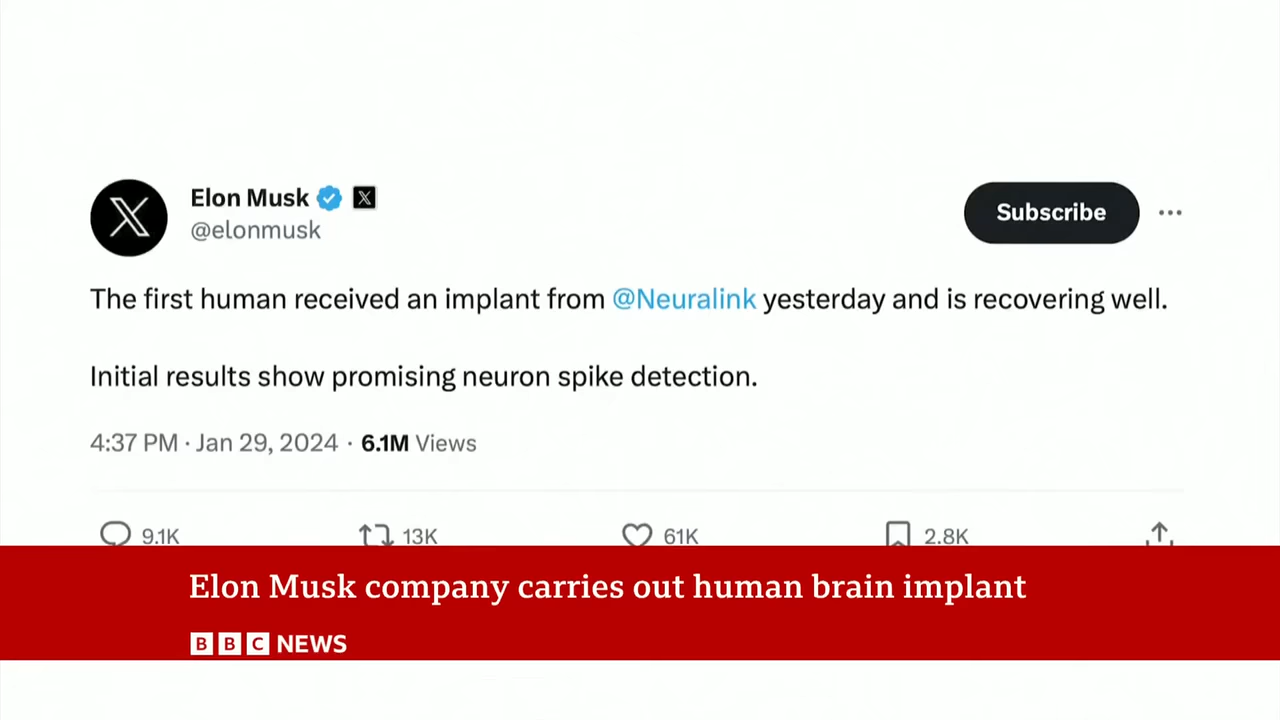 Elon Musk
@elonmusk
Subscribe
The first human received an implant from @Neuralink yesterday and is recovering well.
Initial results show promising neuron spike detection.
4:37 PM · Jan 29, 2024 · 6.1M Views
9.1K 13K 61K 2.8K
Elon Musk company carries out human brain implant
BBC NEWS